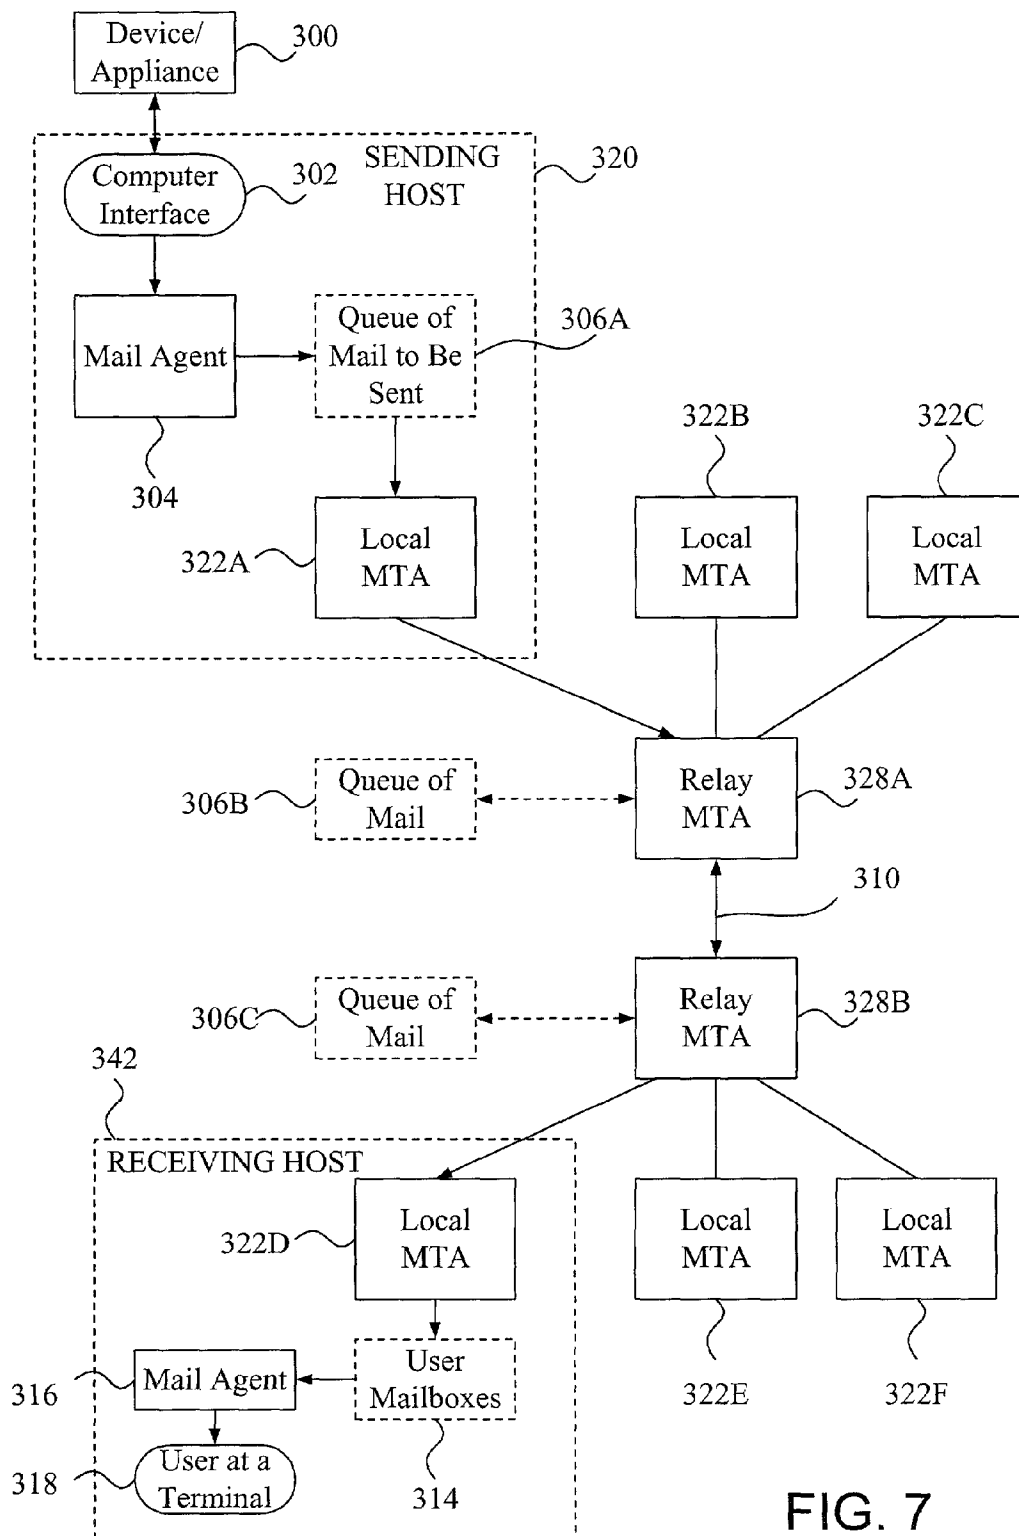 Device/
Appliance
300
SENDING
HOST
320
Computer
Interface
302
Mail Agent
304
Queue of
Mail to Be
Sent
306A
322B
322C
322A
Local
MTA
Local
MTA
Local
MTA
306B
Queue of
Mail
Relay
MTA
328A
310
306C
Queue of
Mail
Relay
MTA
328B
342
RECEIVING HOST
322D
Local
MTA
Local
MTA
Local
MTA
322E
322F
316
Mail Agent
User
Mailboxes
314
318
User at a
Terminal
FIG. 7